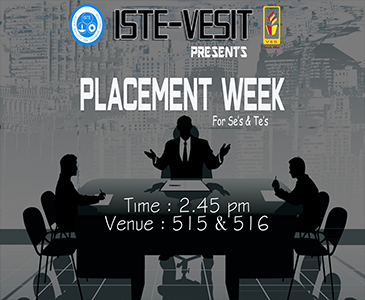 ISTE-VESIT
PRESENTS
PLACEMENT WEEK
For Se's & Te's
Time : 2.45 pm
Venue : 515 & 516